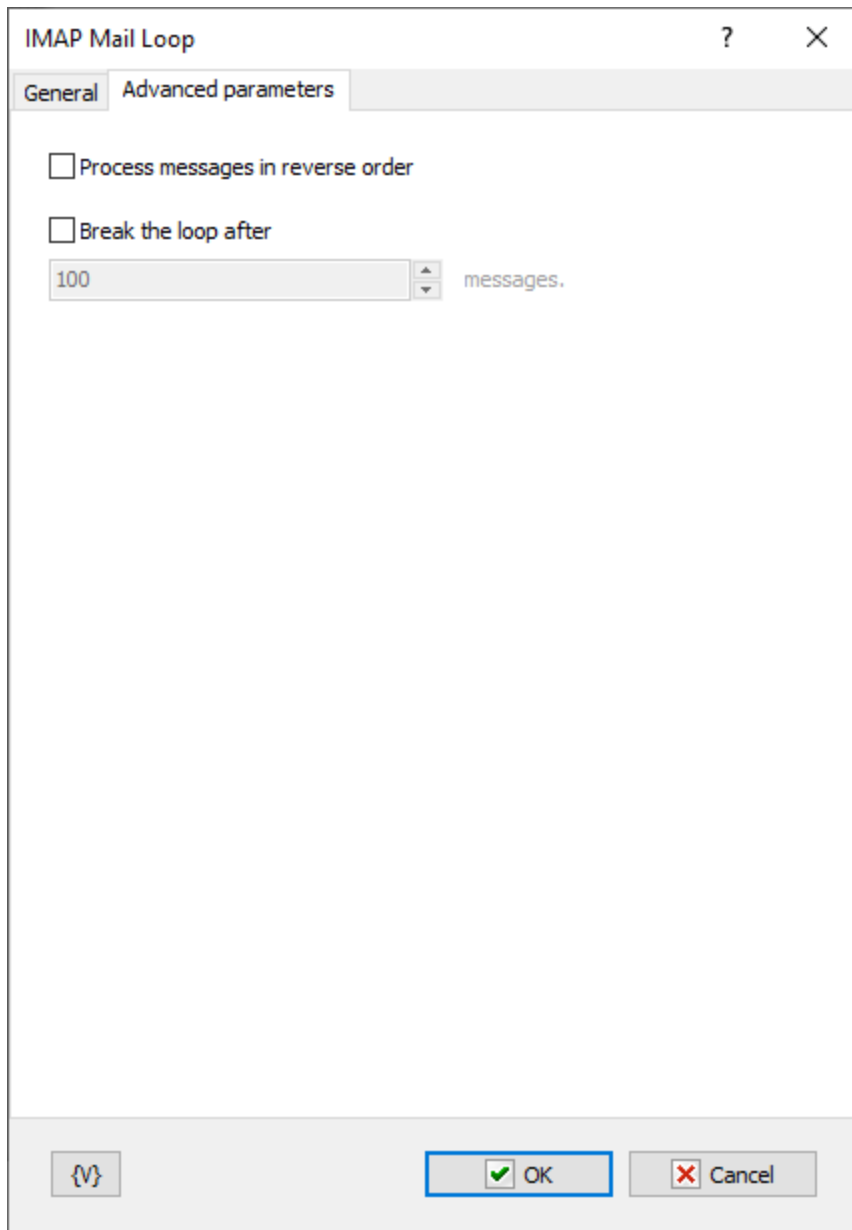 IMAP Mail Loop ?
General Advanced parameters
Process messages in reverse order
Break the loop after
100 messages.
{V} OK Cancel